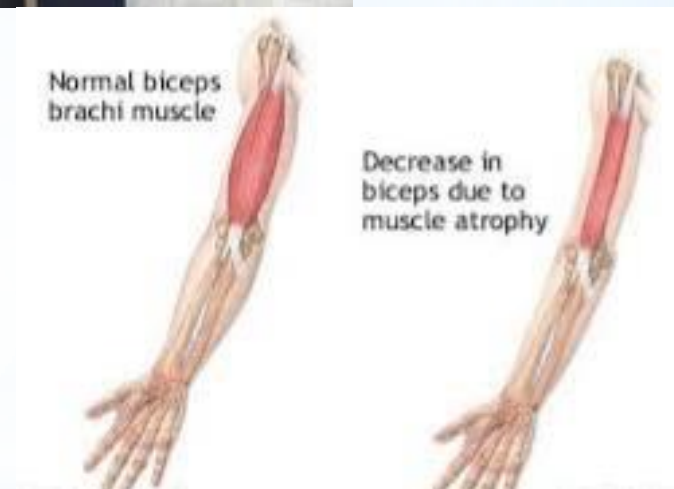 Normal biceps
brachi muscle
Decrease in
biceps due to
muscle atrophy